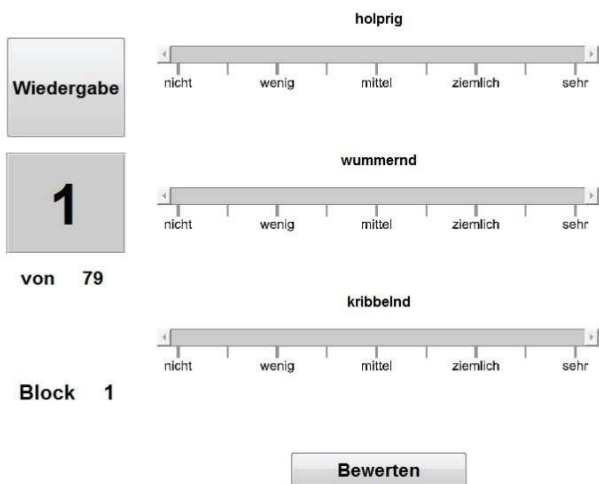 holprig
Wiedergabe
nicht wenig mittel ziemlich sehr
wummernd
1
nicht wenig mittel ziemlich sehr
von 79
kribbelnd
nicht wenig mittel ziemlich sehr
Block 1
Bewerten